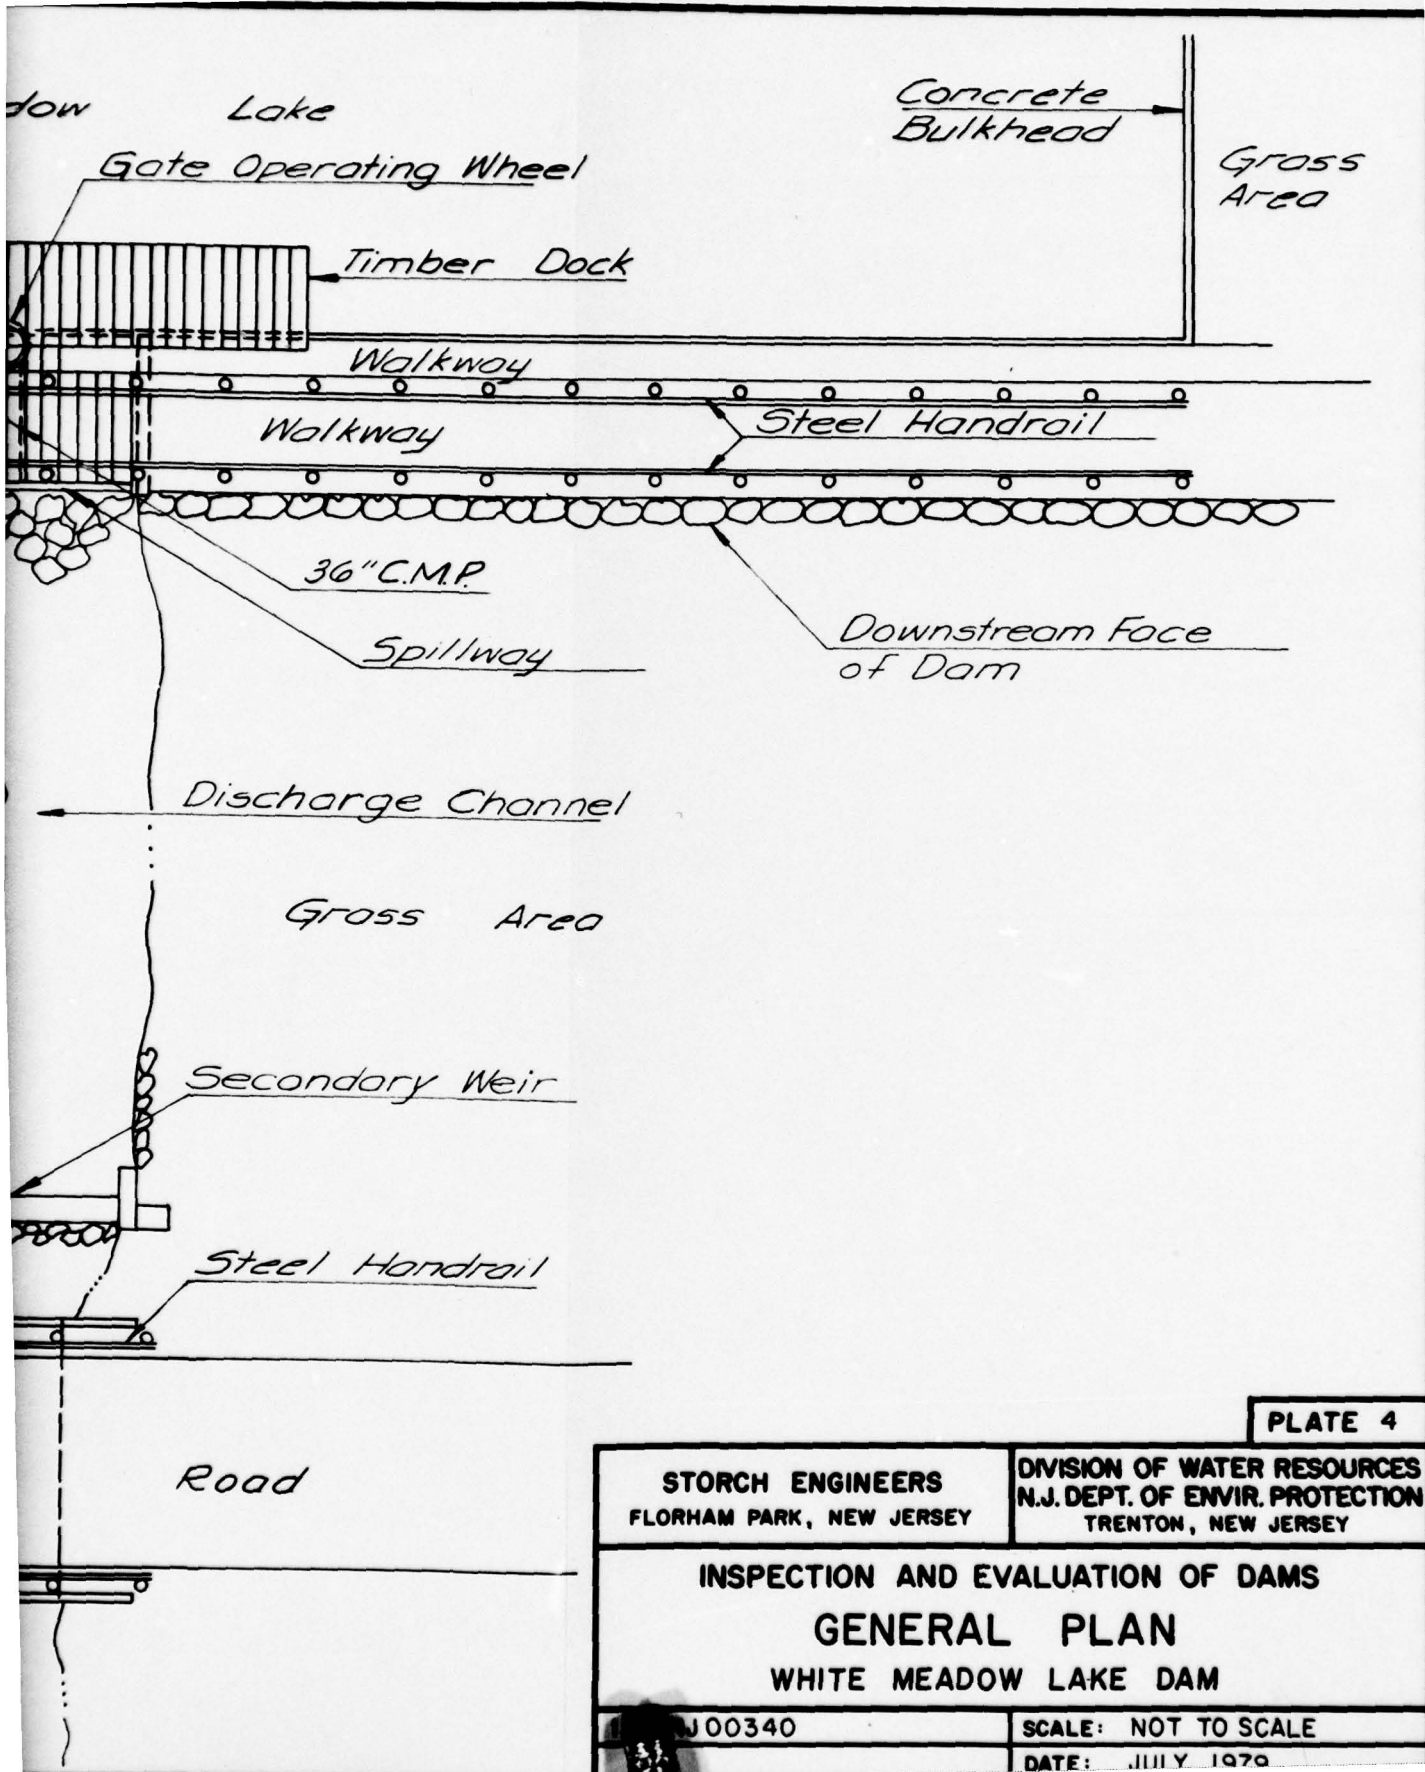 Lake
Concrete
Bulkhead
Gate Operating Wheel
Grass
Area
Timber Dock
Walkway
Steel Handrail
Walkway
36" C.M.P.
Spillway
Downstream Face
of Dam
Discharge Channel
Grass Area
Secondary Weir
Steel Handrail
Road
PLATE 4
STORCH ENGINEERS
FLORHAM PARK, NEW JERSEY
DIVISION OF WATER RESOURCES
N.J. DEPT. OF ENVIR. PROTECTION
TRENTON, NEW JERSEY
INSPECTION AND EVALUATION OF DAMS
GENERAL PLAN
WHITE MEADOW LAKE DAM
J00340
SCALE: NOT TO SCALE
DATE: JULY 1979